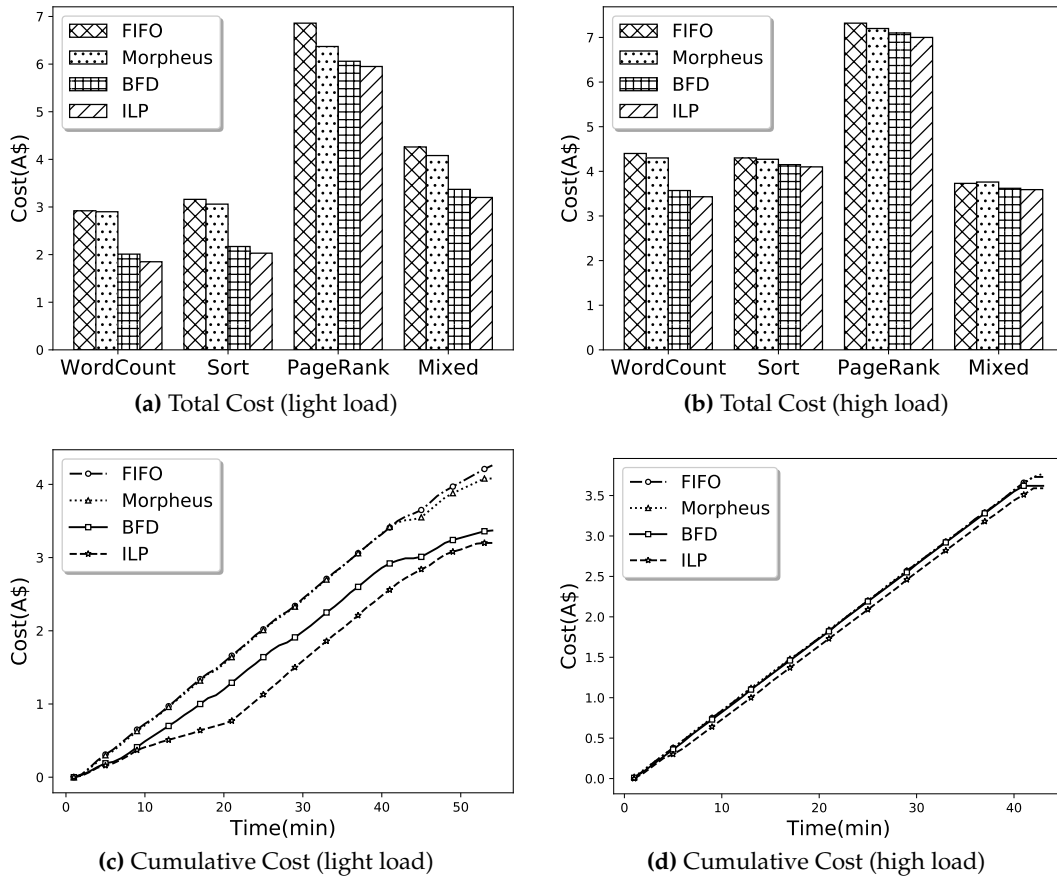 7
6
5
4
3
2
1
0
Cost(A$)
FIFO
Morpheus
BFD
ILP
WordCount Sort PageRank Mixed
(a) Total Cost (light load)
7
6
5
4
3
2
1
0
Cost(A$)
FIFO
Morpheus
BFD
ILP
WordCount Sort PageRank Mixed
(b) Total Cost (high load)
4
3
2
1
0
Cost(A$)
FIFO
Morpheus
BFD
ILP
0 10 20 30 40 50
Time(min)
(c) Cumulative Cost (light load)
3.5
3.0
2.5
2.0
1.5
1.0
0.5
0.0
Cost(A$)
FIFO
Morpheus
BFD
ILP
0 10 20 30 40
Time(min)
(d) Cumulative Cost (high load)